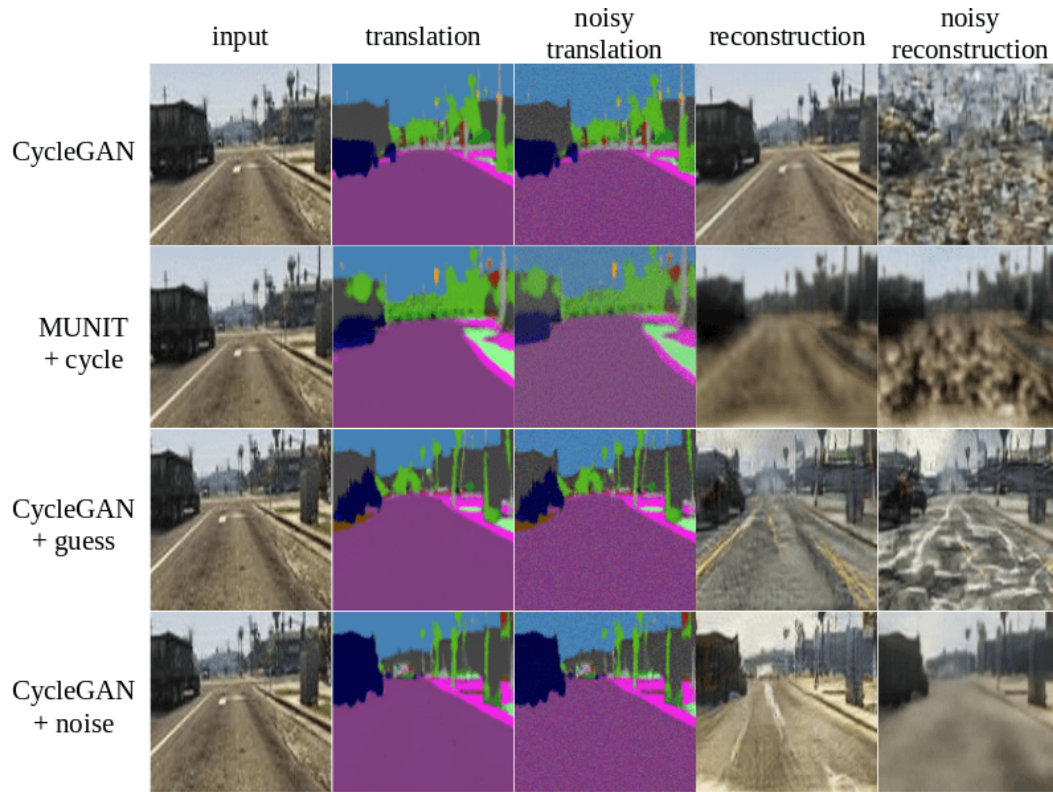 input
translation
noisy
translation
reconstruction
noisy
reconstruction
CycleGAN
MUNIT
+ cycle
CycleGAN
+ guess
CycleGAN
+ noise